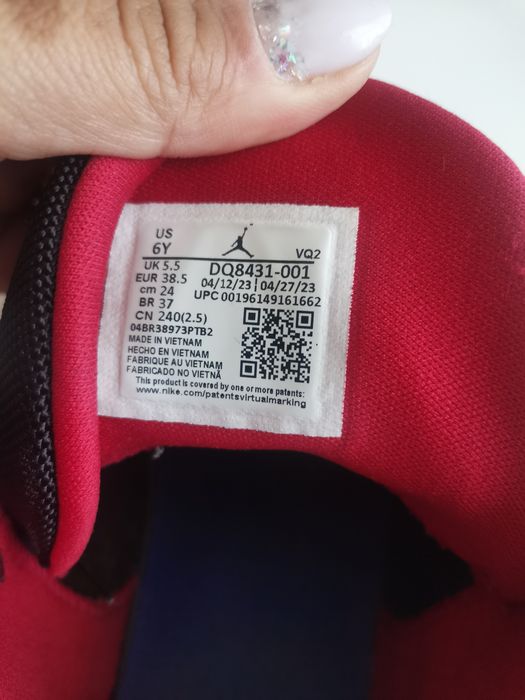 US
6Y
VQ2
UK 5.5
DQ8431-001
EUR 38.5
04/12/23 04/27/23
cm 24
UPC 00196149161662
BR 37
CN 240(2.5)
04BR38973PTB2
MADE IN VIETNAM
HECHO EN VIETNAM
FABRIQUE AU VIETNAM
FABRICADO NO VIETNÃ
This product is covered by one or more patents:
www.nike.com/patentsvirtualmarking